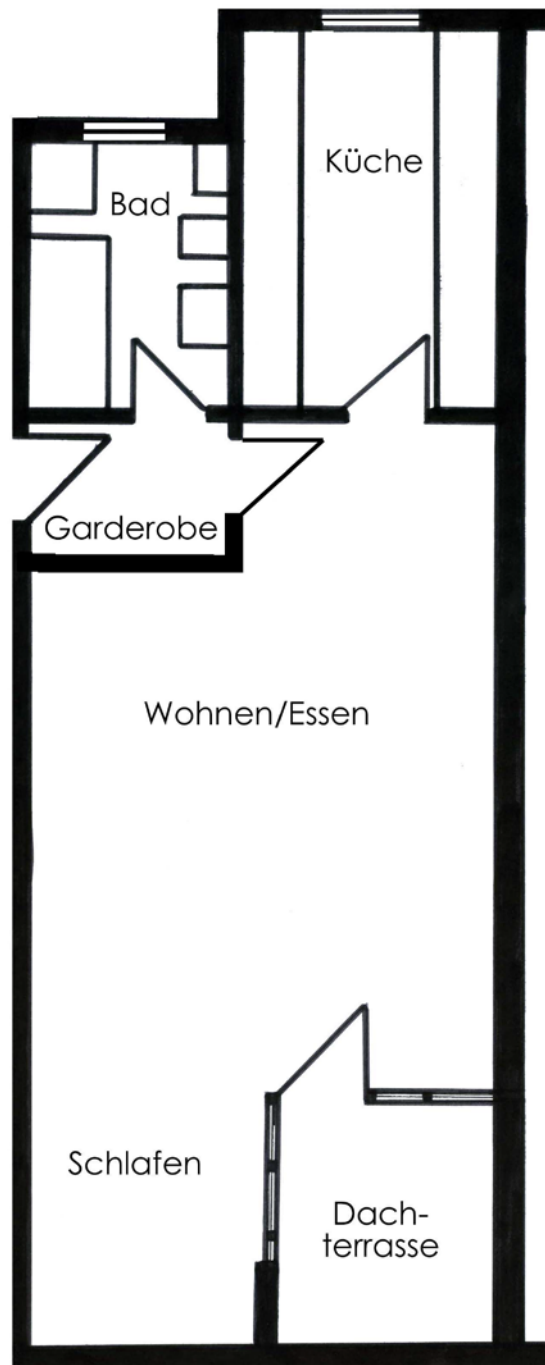 Küche
Bad
Garderobe
Wohnen/Essen
Schlafen
Dach-
terrasse